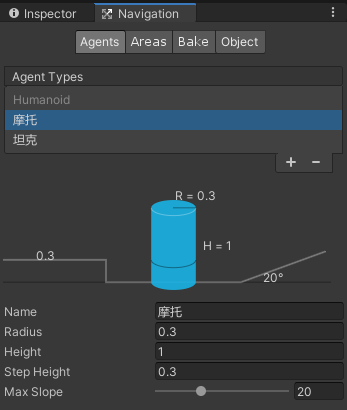 Inspector Navigation
Agents Areas Bake Object
Agent Types
Humanoid
摩托
坦克
R = 0.3
0.3
H = 1
20°
Name 摩托
Radius 0.3
Height 1
Step Height 0.3
Max Slope 20